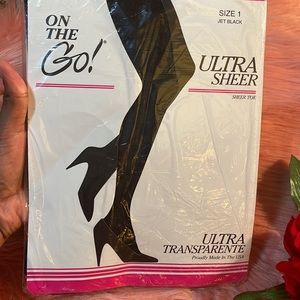 ON
THE
Go!
SIZE 1
JET BLACK
ULTRA
SHEER
SHEER TOE
ULTRA
TRANSPARENTE
Proudly Made In The USA